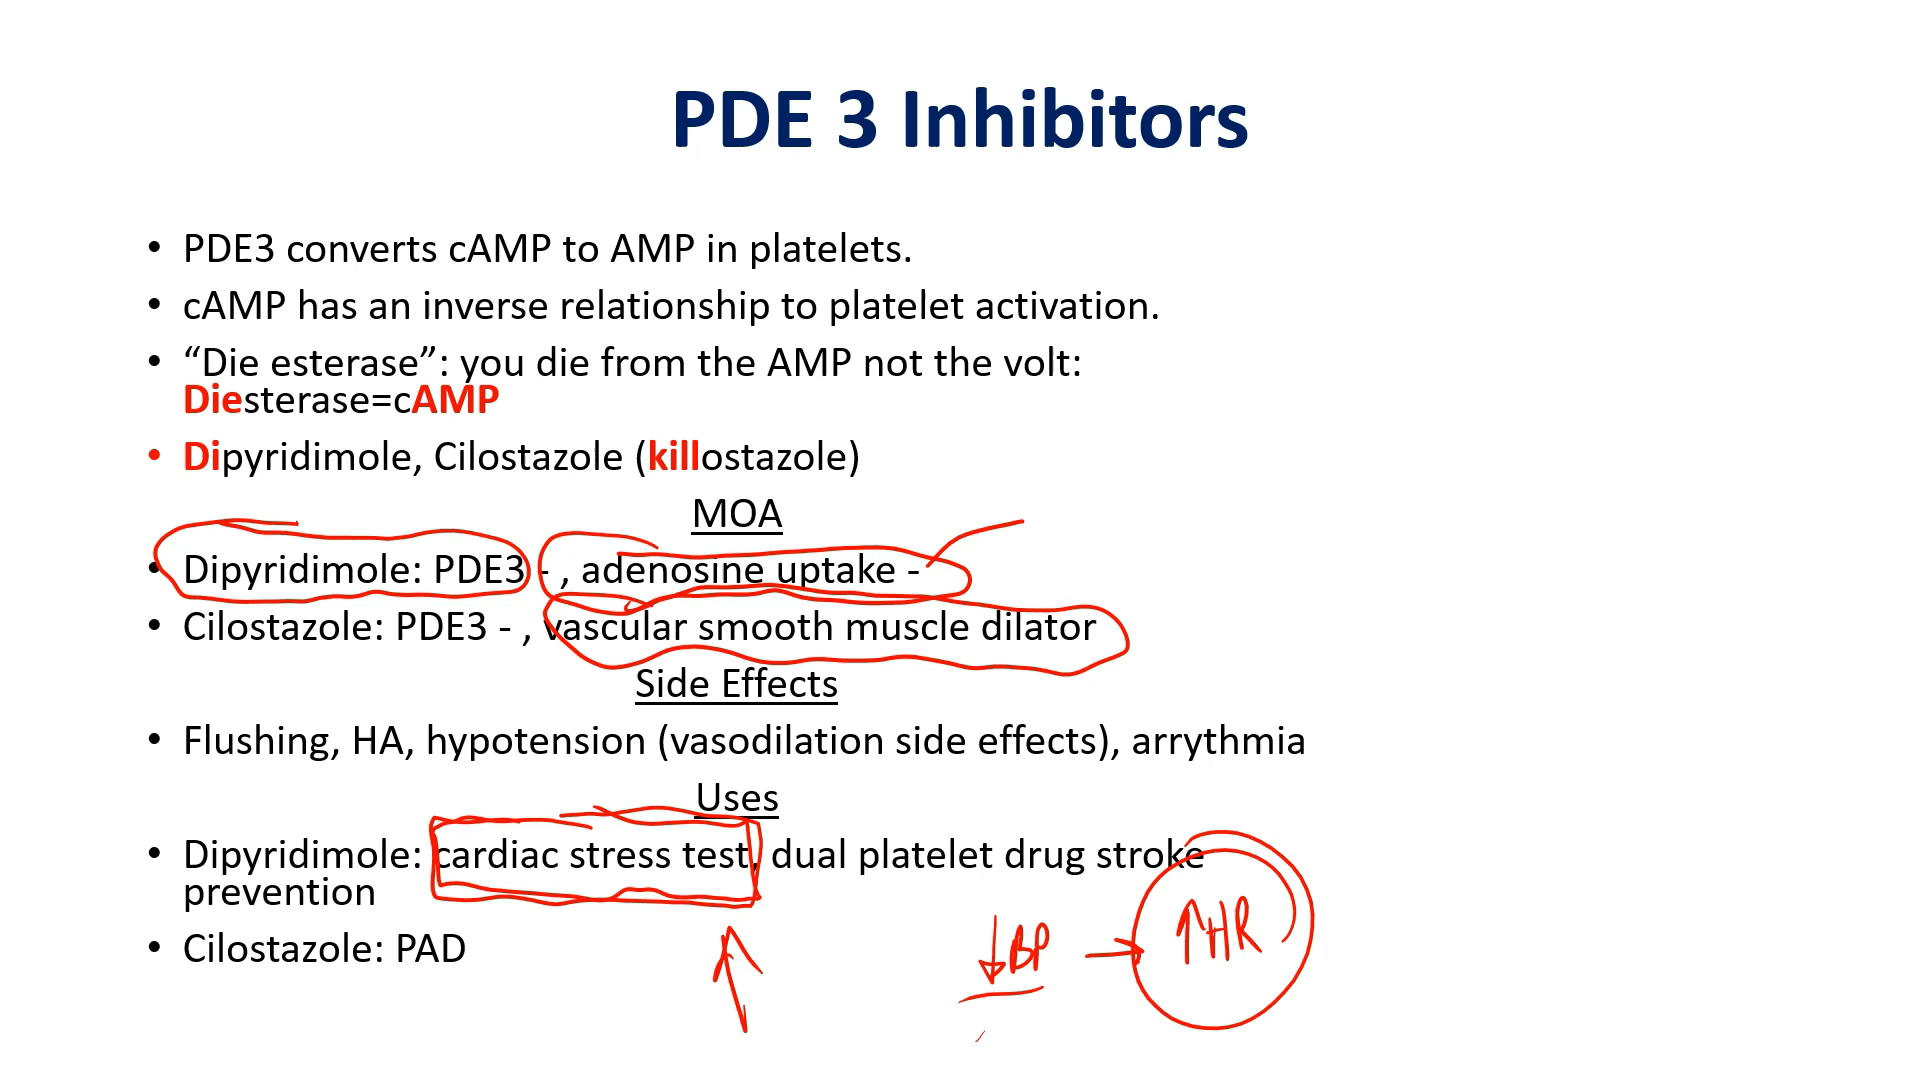 PDE 3 Inhibitors
• PDE3 converts cAMP to AMP in platelets.
• cAMP has an inverse relationship to platelet activation.
• “Die esterase”: you die from the AMP not the volt:
Diesterase=cAMP
• Dipyridimole, Cilostazole (killostazole)
MOA
• Dipyridimole: PDE3 - , adenosine uptake -
• Cilostazole: PDE3 - , vascular smooth muscle dilator
Side Effects
• Flushing, HA, hypotension (vasodilation side effects), arrythmia
Uses
• Dipyridimole: cardiac stress test, dual platelet drug stroke
prevention
• Cilostazole: PAD
↓BP → ↑HR